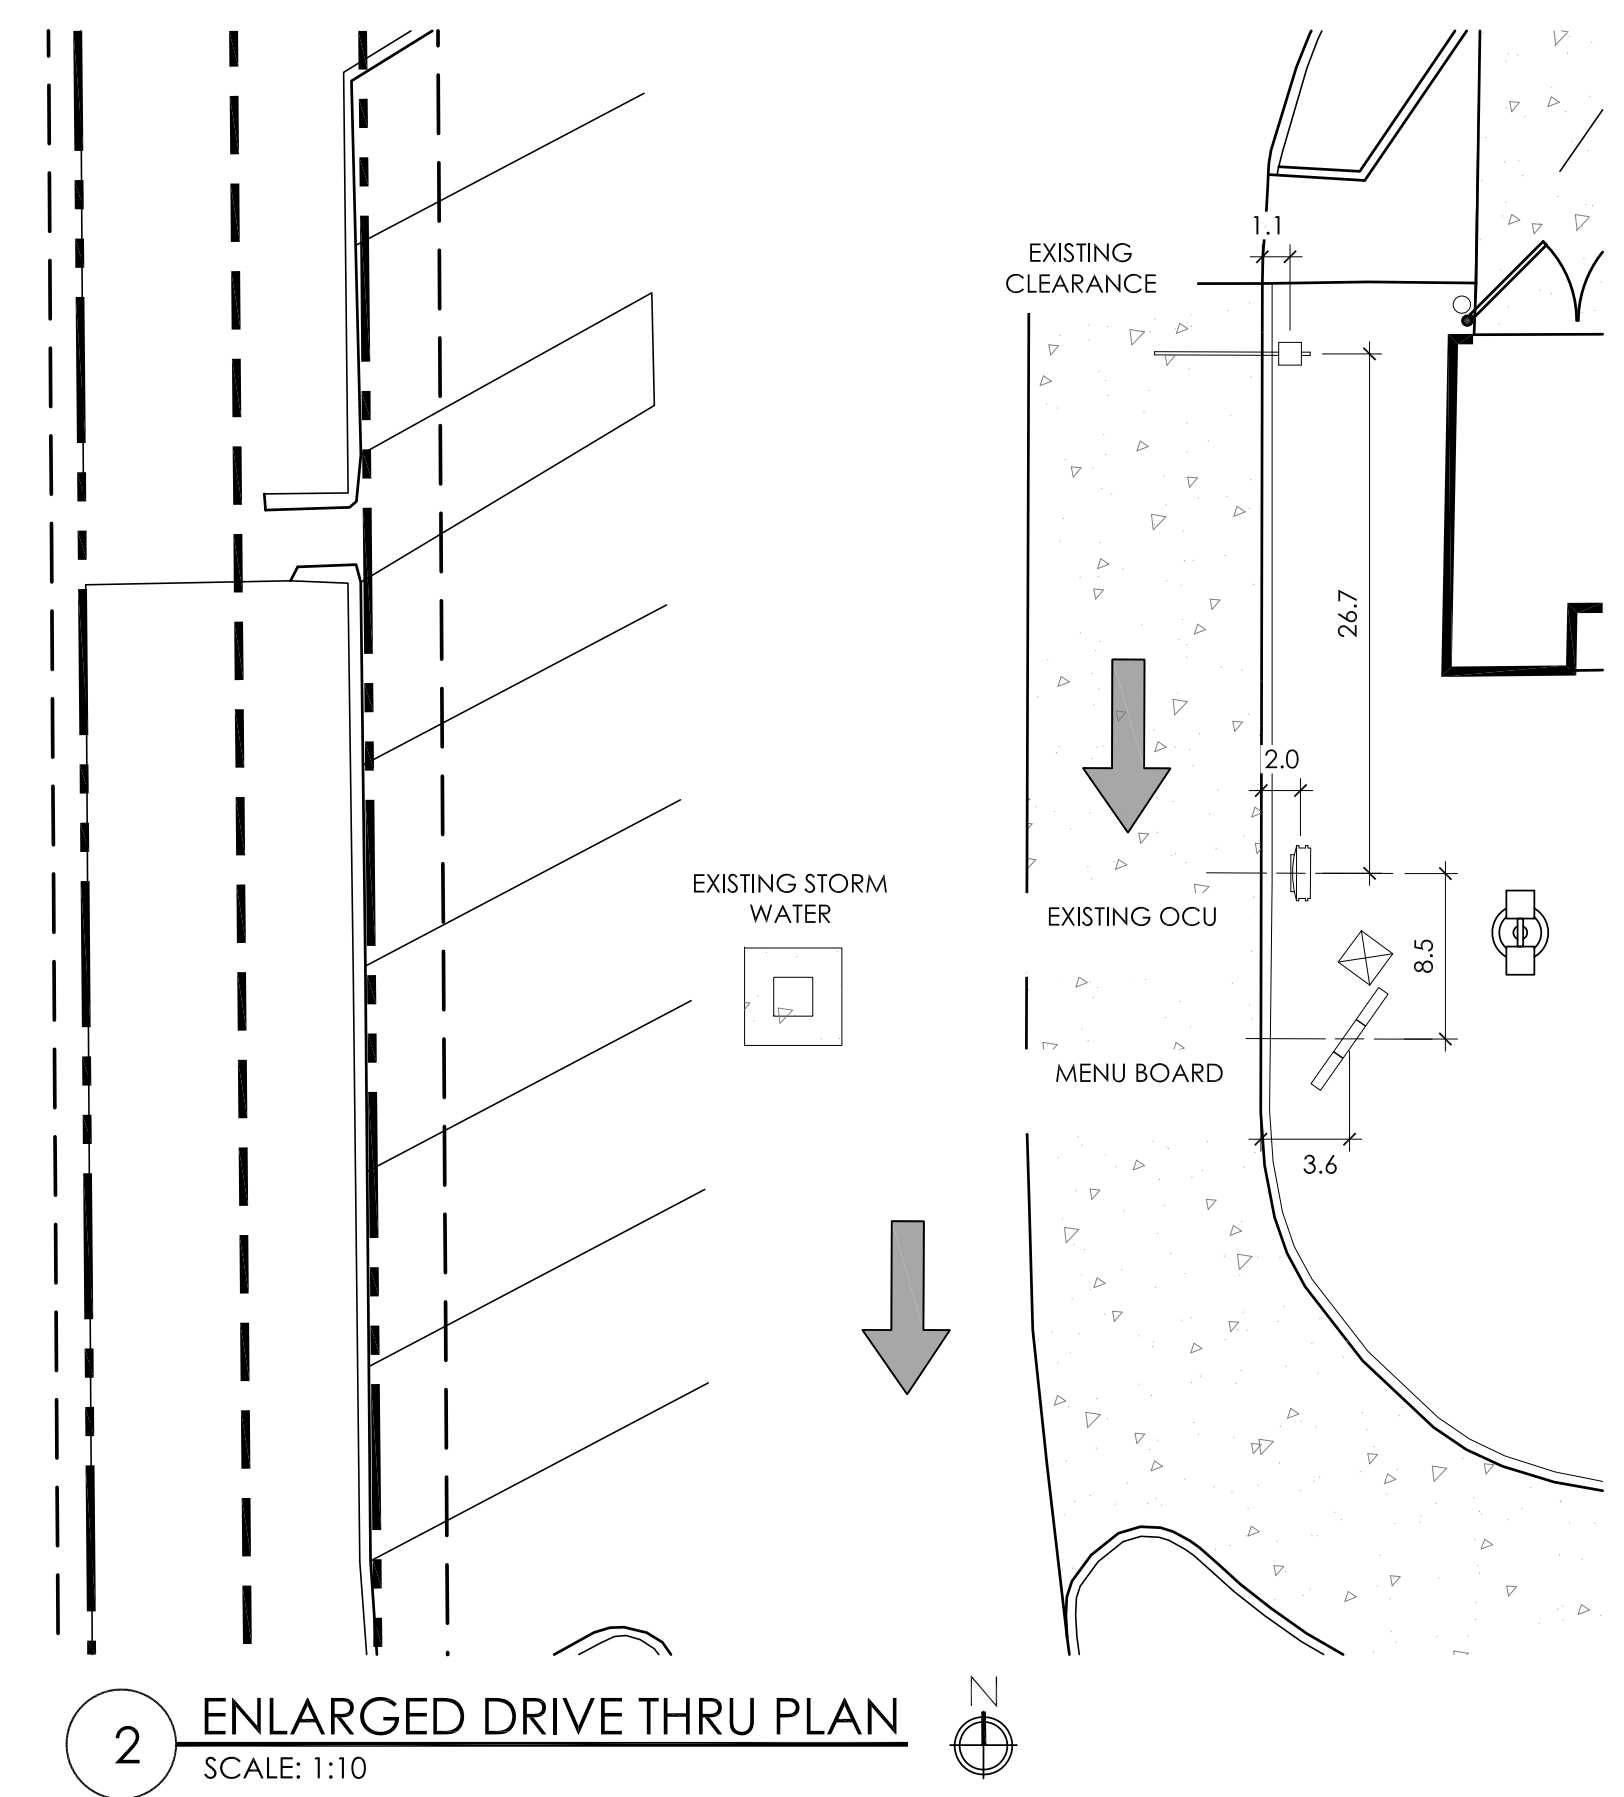 1.1
EXISTING
CLEARANCE
26.7
2.0
EXISTING STORM
WATER
EXISTING OCU
8.5
MENU BOARD
3.6
N
2
ENLARGED DRIVE THRU PLAN
SCALE: 1:10